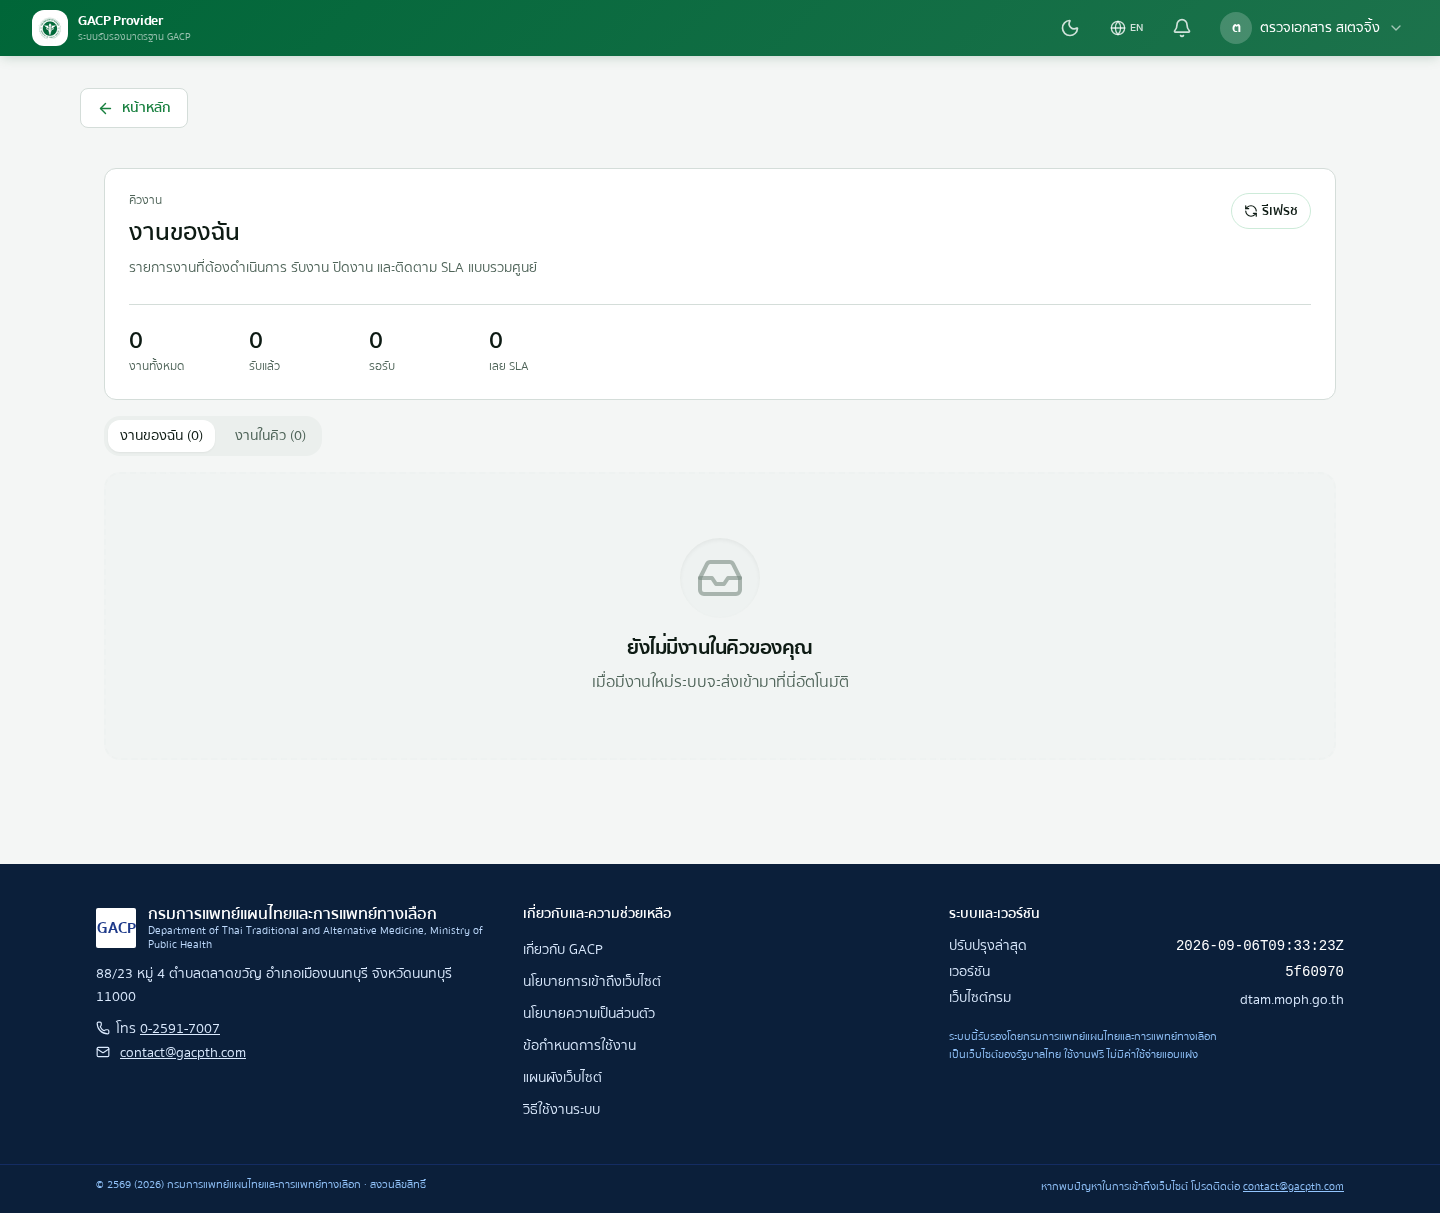 GACP Provider
ระบบรับรองมาตรฐาน GACP
EN
ต
ตรวจเอกสาร สเตจจิ้ง
หน้าหลัก
คิวงาน
งานของฉัน
รายการงานที่ต้องดำเนินการ รับงาน ปิดงาน และติดตาม SLA แบบรวมศูนย์
รีเฟรช
0 0 0 0
งานทั้งหมด รับแล้ว รอรับ เลย SLA
งานของฉัน (0) งานในคิว (0)
ยังไม่มีงานในคิวของคุณ
เมื่อมีงานใหม่ระบบจะส่งเข้ามาที่นี่อัตโนมัติ
GACP
กรมการแพทย์แผนไทยและการแพทย์ทางเลือก
Department of Thai Traditional and Alternative Medicine, Ministry of
Public Health
88/23 หมู่ 4 ตำบลตลาดขวัญ อำเภอเมืองนนทบุรี จังหวัดนนทบุรี
11000
โทร 0-2591-7007
contact@gacpth.com
เกี่ยวกับและความช่วยเหลือ
เกี่ยวกับ GACP
นโยบายการเข้าถึงเว็บไซต์
นโยบายความเป็นส่วนตัว
ข้อกำหนดการใช้งาน
แผนผังเว็บไซต์
วิธีใช้งานระบบ
ระบบและเวอร์ชัน
ปรับปรุงล่าสุด 2026-09-06T09:33:23Z
เวอร์ชัน 5f60970
เว็บไซต์กรม dtam.moph.go.th
ระบบนี้รับรองโดยกรมการแพทย์แผนไทยและการแพทย์ทางเลือก
เป็นเว็บไซต์ของรัฐบาลไทย ใช้งานฟรี ไม่มีค่าใช้จ่ายแอบแฝง
© 2569 (2026) กรมการแพทย์แผนไทยและการแพทย์ทางเลือก · สงวนลิขสิทธิ์
หากพบปัญหาในการเข้าถึงเว็บไซต์ โปรดติดต่อ contact@gacpth.com